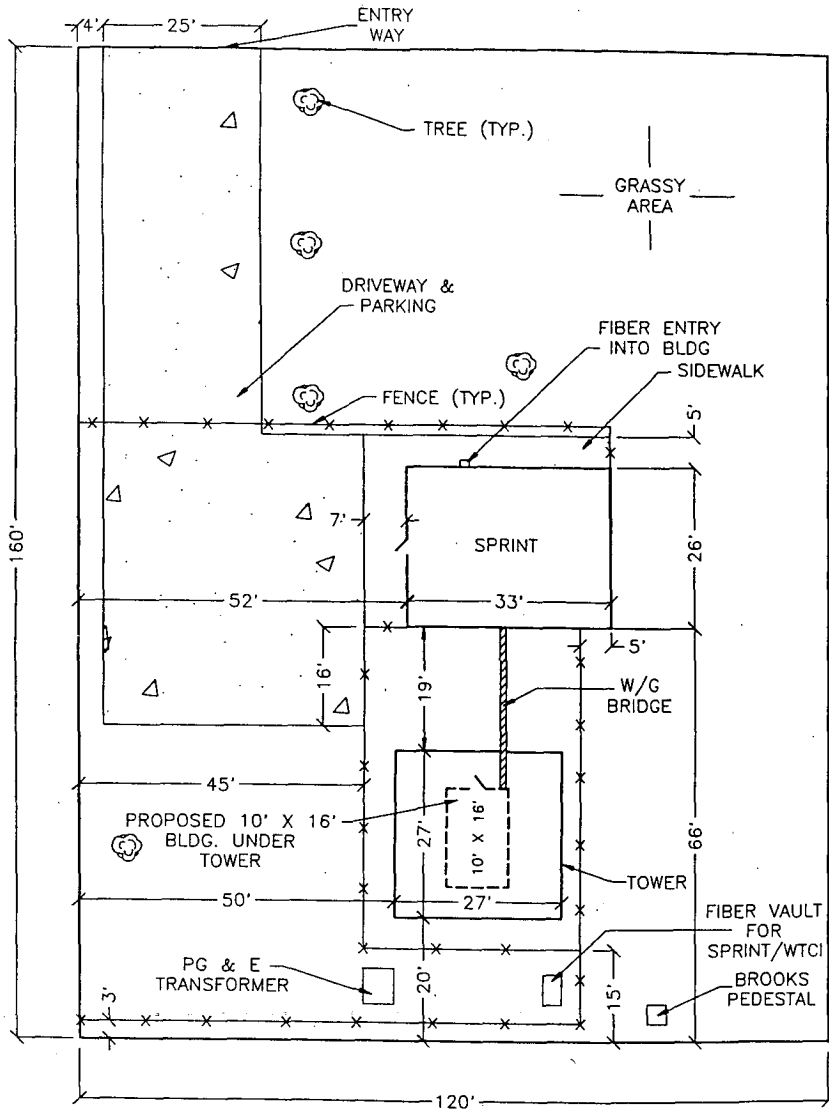 4'
25'
ENTRY
WAY
TREE (TYP.)
GRASSY
AREA
DRIVEWAY &
PARKING
FIBER ENTRY
INTO BLDG
SIDEWALK
FENCE (TYP.)
5'
7'
SPRINT
26'
160'
52'
33'
16'
19'
5'
W/G
BRIDGE
45'
PROPOSED 10' X 16'
BLDG. UNDER
TOWER
27'
10' X 16'
66'
TOWER
50'
27'
FIBER VAULT
FOR
SPRINT/WTCI
PG & E
TRANSFORMER
BROOKS
PEDESTAL
3'
20'
15'
120'